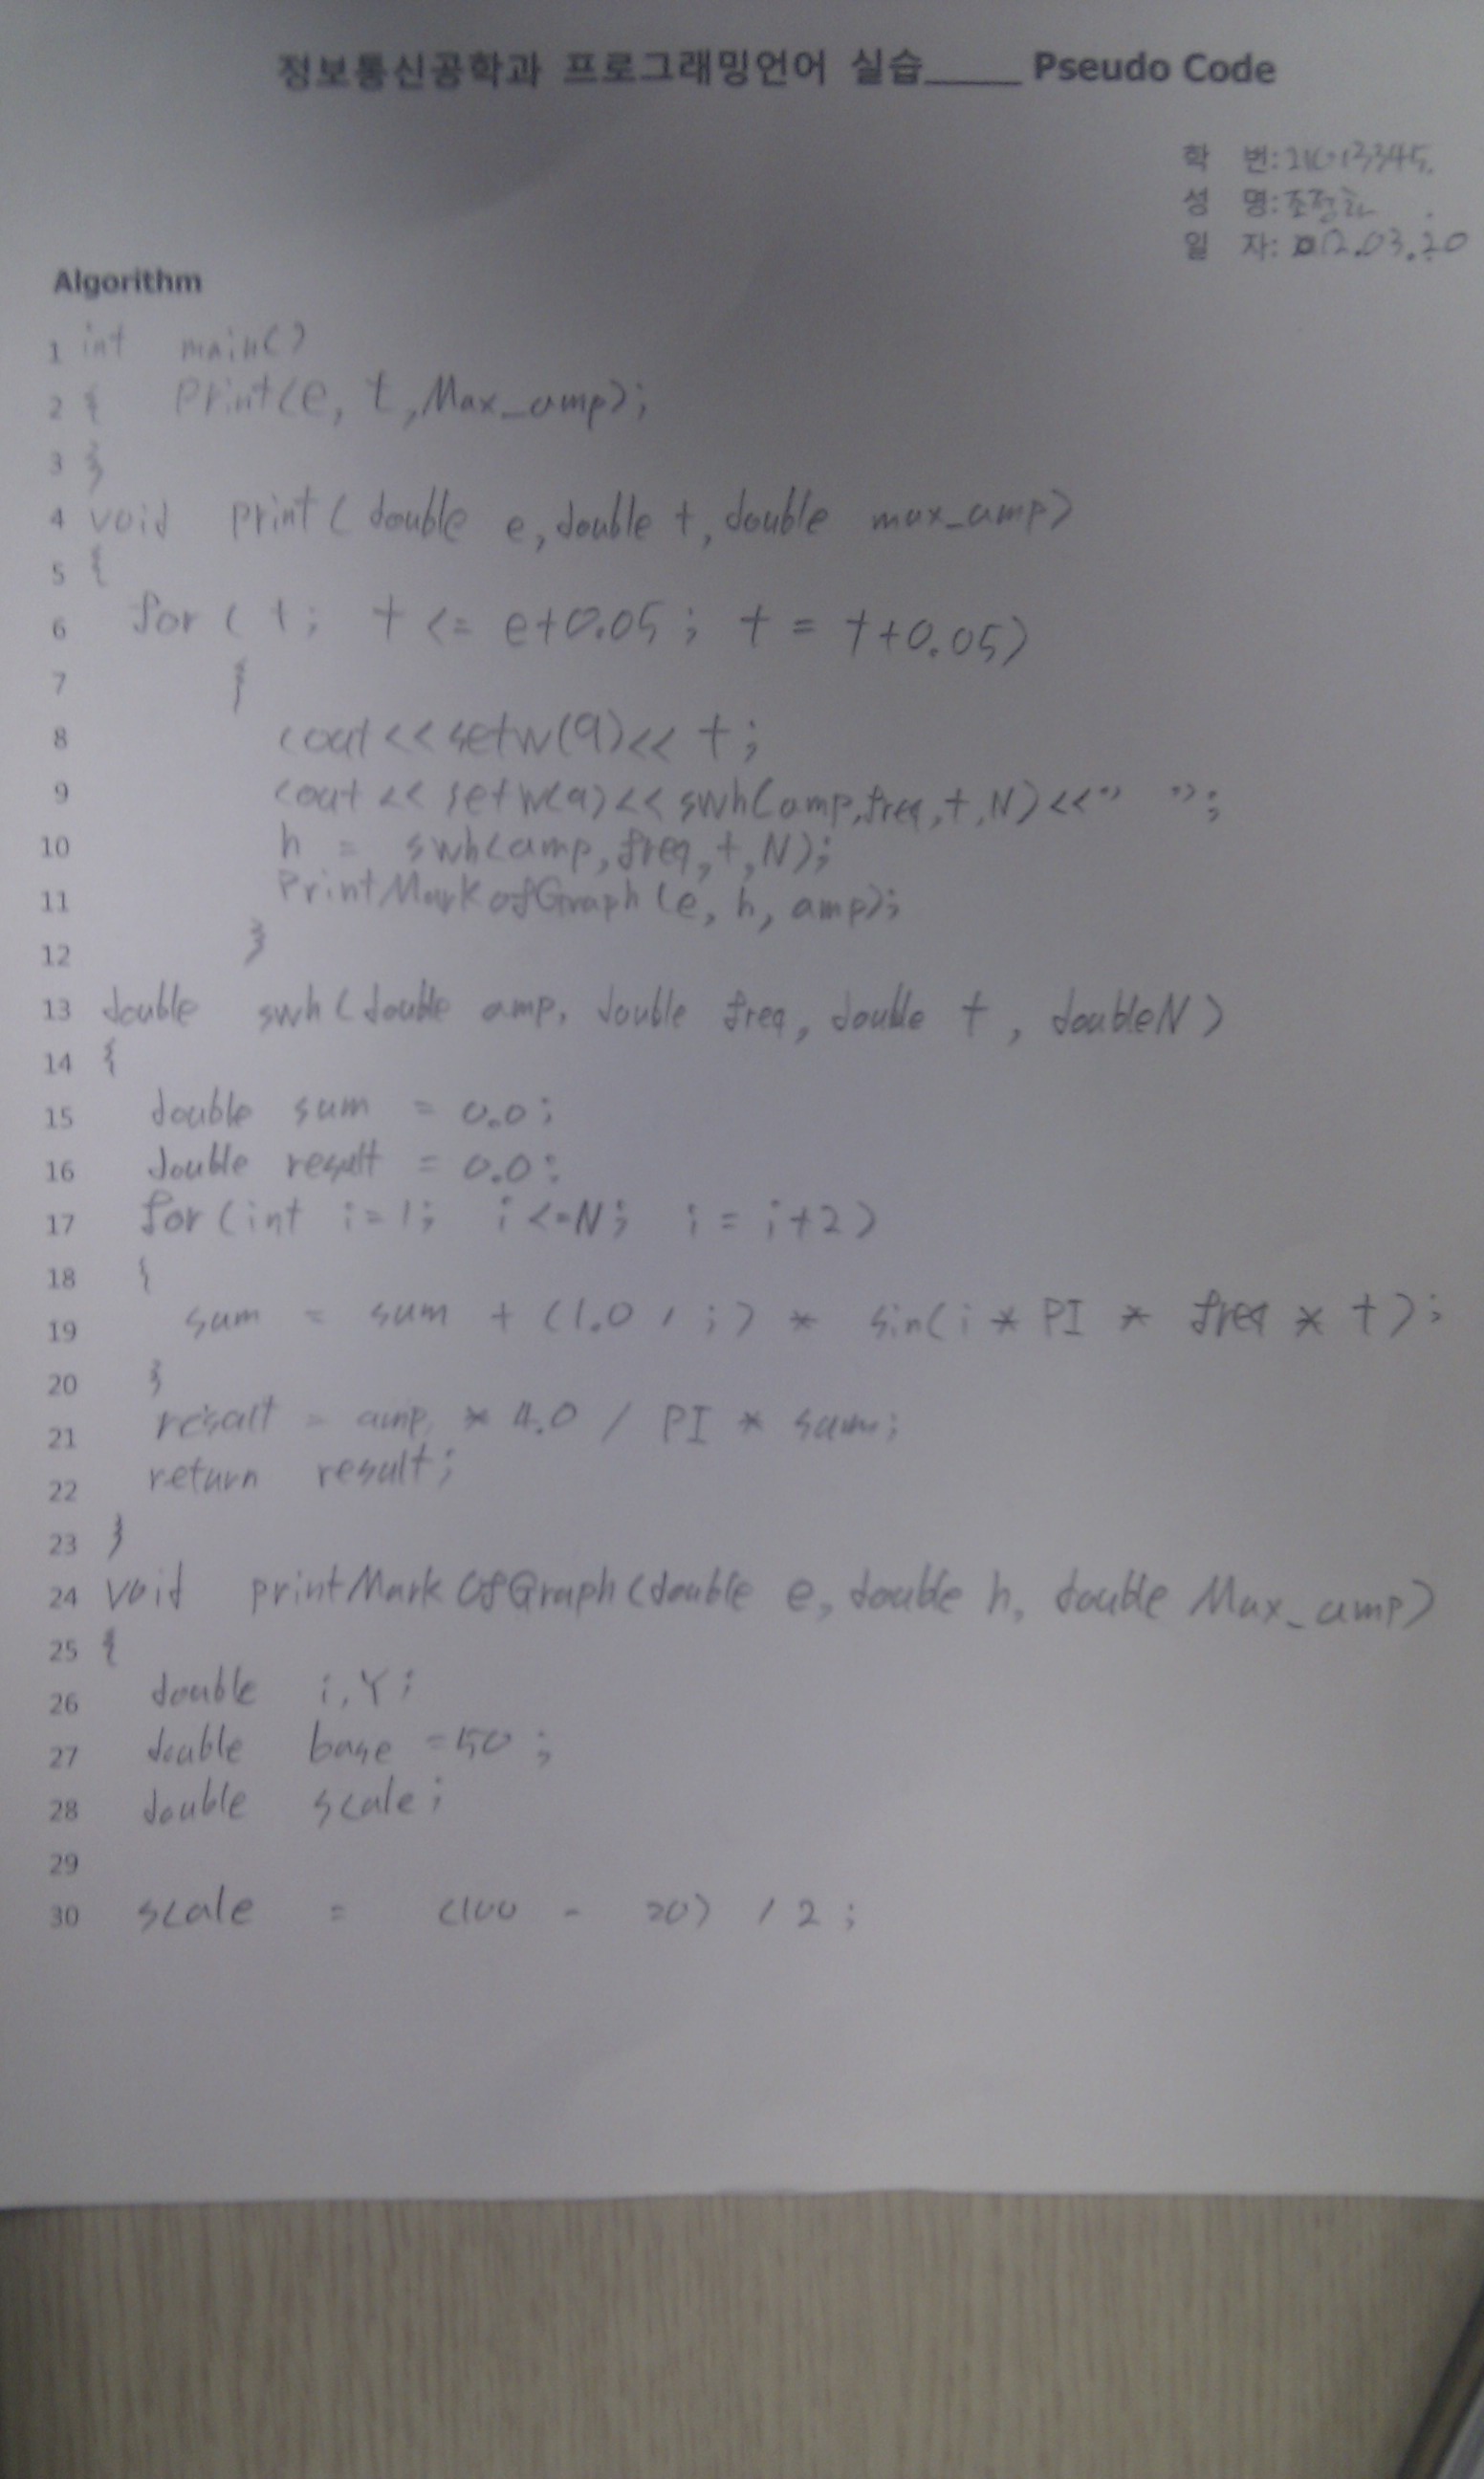 정보통신공학과 프로그래밍언어 실습____ Pseudo Code
학 번:
성 명:
일 자: 2012.03.20
Algorithm
1 int main()
2 { print(e, t, Max_amp);
3 }
4 void print( double e, double t, double max_amp)
5 {
6 for ( t; t <= e+0.05; t = t+0.05)
7 {
8 cout << setw(9) << t;
9 cout << setw(9) << swh(amp, freq, t, N) << " ";
10 h = swh(amp, freq, t, N);
11 PrintMarkofGraph (e, h, amp);
12 }
13 double swh ( double amp, double freq, double t, double N)
14 {
15 double sum = 0.0;
16 double result = 0.0;
17 for (int i=1; i<=N; i = i+2)
18 {
19 sum = sum + (1.0 / i) * sin(i * PI * freq * t);
20 }
21 result = amp * 4.0 / PI * sum;
22 return result;
23 }
24 void printMarkOfGraph (double e, double h, double Max_amp)
25 {
26 double i, Y;
27 double base =50;
28 double scale;
29
30 scale = (100 - 20) / 2;